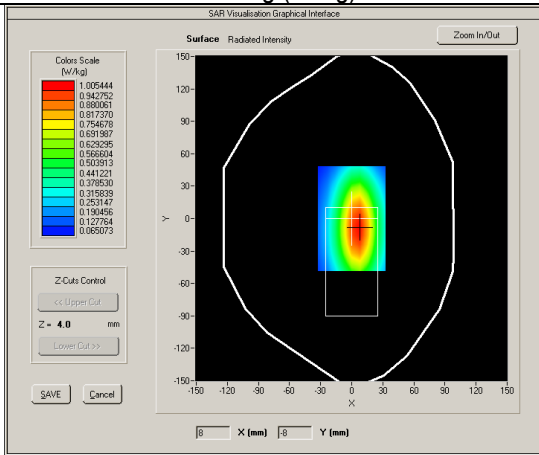 SAR Visualisation Graphical Interface
Surface Radiated Intensity
Zoom In/Out
Colors Scale
(W/kg)
1.005444
0.942752
0.880061
0.817370
0.754678
0.691987
0.629295
0.566604
0.503913
0.441221
0.378530
0.315839
0.253147
0.190456
0.127764
0.065073
Z-Cuts Control
<< Upper Cut
Z = 4.0 mm
Lower Cut >>
SAVE
Cancel
150
120
90
60
30
0
-30
-60
-90
-120
-150
Y
-150 -120 -90 -60 -30 0 30 60 90 120 150
X
8 X (mm) -8 Y (mm)